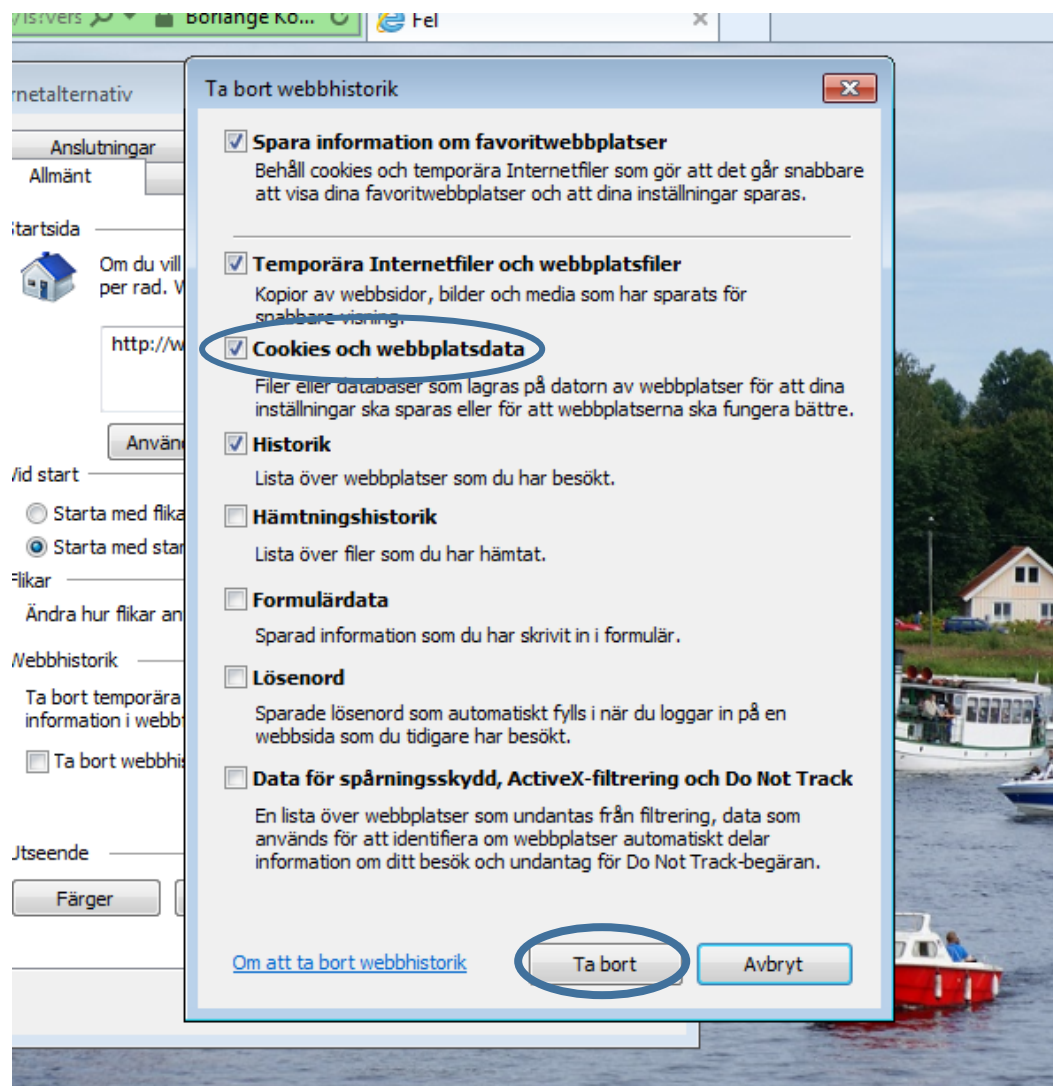 /ls?vers
Borlänge Ko...
Fel
rnetalternativ
Anslutningar
Allmänt
Startsida
Om du vill
per rad. V
http://w
Använ
Vid start
Starta med flika
Starta med star
Flikar
Ändra hur flikar an
Webbhistorik
Ta bort temporära
information i webb
Ta bort webbhis
Utseende
Färger
Ta bort webbhistorik
Spara information om favoritwebbplatser
Behåll cookies och temporära Internetfiler som gör att det går snabbare
att visa dina favoritwebbplatser och att dina inställningar sparas.
Temporära Internetfiler och webbplatsfiler
Kopior av webbsidor, bilder och media som har sparats för
snabbare visning.
Cookies och webbplatsdata
Filer eller databaser som lagras på datorn av webbplatser för att dina
inställningar ska sparas eller för att webbplatserna ska fungera bättre.
Historik
Lista över webbplatser som du har besökt.
Hämtningshistorik
Lista över filer som du har hämtat.
Formulärdata
Sparad information som du har skrivit in i formulär.
Lösenord
Sparade lösenord som automatiskt fylls i när du loggar in på en
webbsida som du tidigare har besökt.
Data för spårningsskydd, ActiveX-filtrering och Do Not Track
En lista över webbplatser som undantas från filtrering, data som
används för att identifiera om webbplatser automatiskt delar
information om ditt besök och undantag för Do Not Track-begäran.
Om att ta bort webbhistorik
Ta bort
Avbryt